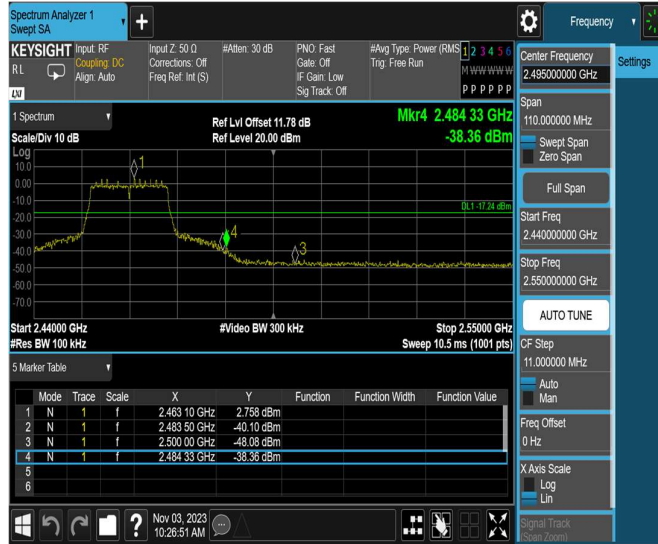 Spectrum Analyzer 1
Swept SA
Frequency
KEYSIGHT
RL
LXI
Input: RF
Coupling: DC
Align: Auto
Input Z: 50 Ω
Corrections: Off
Freq Ref: Int (S)
#Atten: 30 dB
PNO: Fast
Gate: Off
IF Gain: Low
Sig Track: Off
#Avg Type: Power (RMS
Trig: Free Run
1 2 3 4 5 6
M W W W W W
P P P P P P
Center Frequency
2.495000000 GHz
Settings
Span
110.000000 MHz
Swept Span
Zero Span
Full Span
Start Freq
2.440000000 GHz
Stop Freq
2.550000000 GHz
AUTO TUNE
CF Step
11.000000 MHz
Auto
Man
Freq Offset
0 Hz
X Axis Scale
Log
Lin
Signal Track
(Span Zoom)
1 Spectrum
Scale/Div 10 dB
Ref Lvl Offset 11.78 dB
Ref Level 20.00 dBm
Mkr4 2.484 33 GHz
-38.36 dBm
Log
10.0
0.00
-10.0
-20.0
-30.0
-40.0
-50.0
-60.0
-70.0
1
4
3
DL1 -17.24 dBm
Start 2.44000 GHz
#Res BW 100 kHz
#Video BW 300 kHz
Stop 2.55000 GHz
Sweep 10.5 ms (1001 pts)
5 Marker Table
Mode Trace Scale X Y Function Function Width Function Value
1 N 1 f 2.463 10 GHz 2.758 dBm
2 N 1 f 2.483 50 GHz -40.10 dBm
3 N 1 f 2.500 00 GHz -48.08 dBm
4 N 1 f 2.484 33 GHz -38.36 dBm
5
6
?
Nov 03, 2023
10:26:51 AM